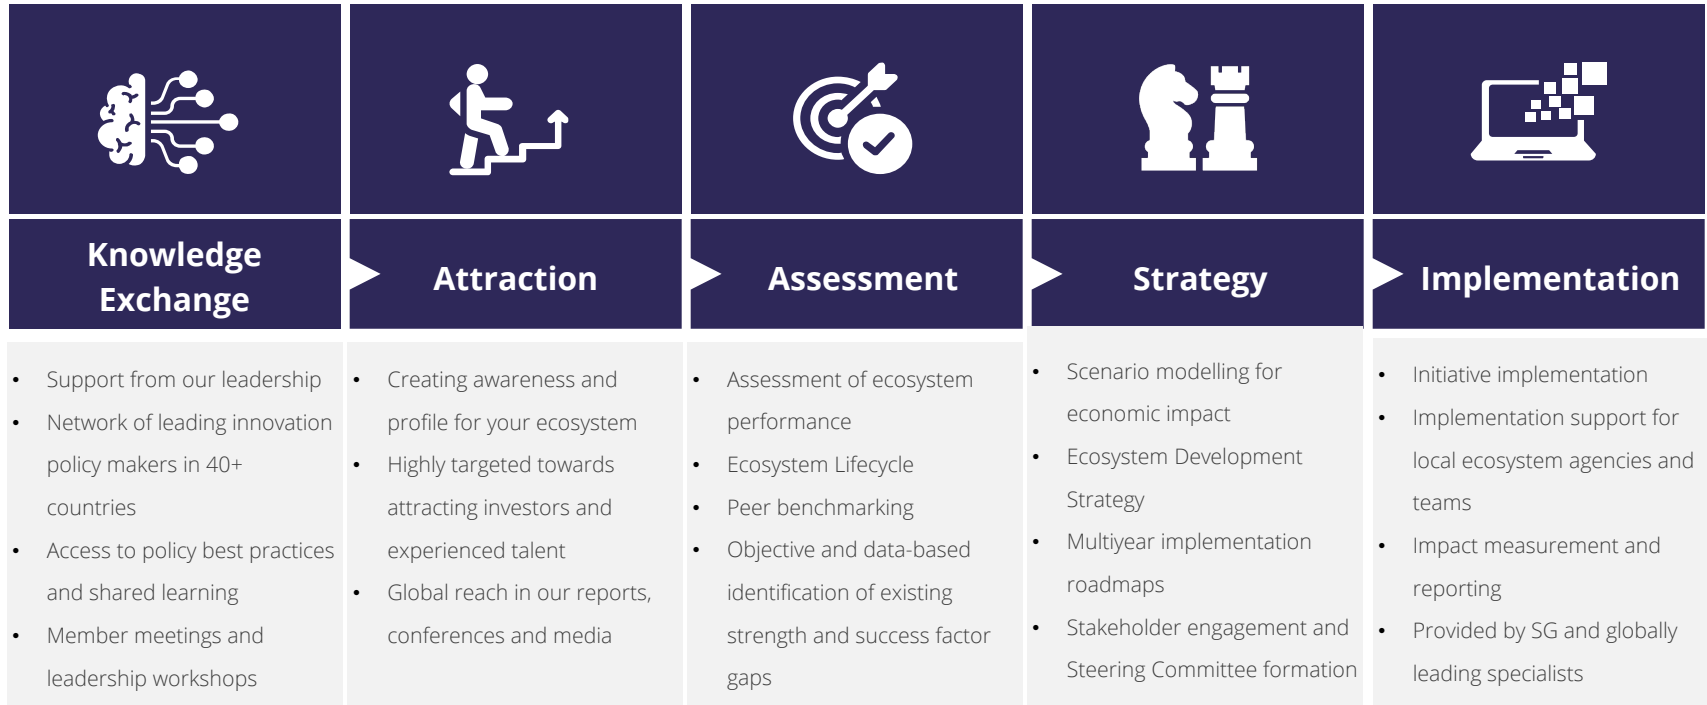 Knowledge
Exchange
Attraction
Assessment
Strategy
Implementation
• Support from our leadership
• Network of leading innovation
policy makers in 40+
countries
• Access to policy best practices
and shared learning
• Member meetings and
leadership workshops
• Creating awareness and
profile for your ecosystem
• Highly targeted towards
attracting investors and
experienced talent
• Global reach in our reports,
conferences and media
• Assessment of ecosystem
performance
• Ecosystem Lifecycle
• Peer benchmarking
• Objective and data-based
identification of existing
strength and success factor
gaps
• Scenario modelling for
economic impact
• Ecosystem Development
Strategy
• Multiyear implementation
roadmaps
• Stakeholder engagement and
Steering Committee formation
• Initiative implementation
• Implementation support for
local ecosystem agencies and
teams
• Impact measurement and
reporting
• Provided by SG and globally
leading specialists